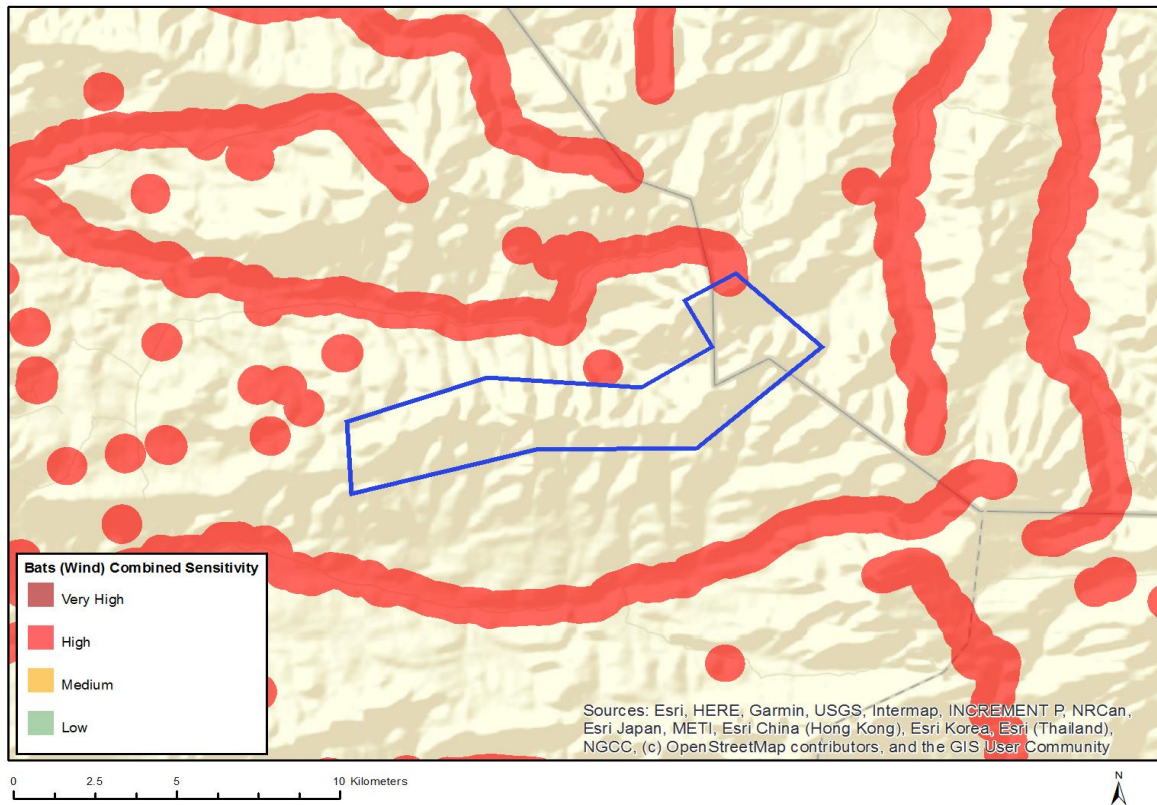 Bats (Wind) Combined Sensitivity
Very High
High
Medium
Low
Sources: Esri, HERE, Garmin, USGS, Intermap, INCREMENT P, NRCan,
Esri Japan, METI, Esri China (Hong Kong), Esri Korea, Esri (Thailand),
NGCC, (c) OpenStreetMap contributors, and the GIS User Community
0 2.5 5 10 Kilometers
N